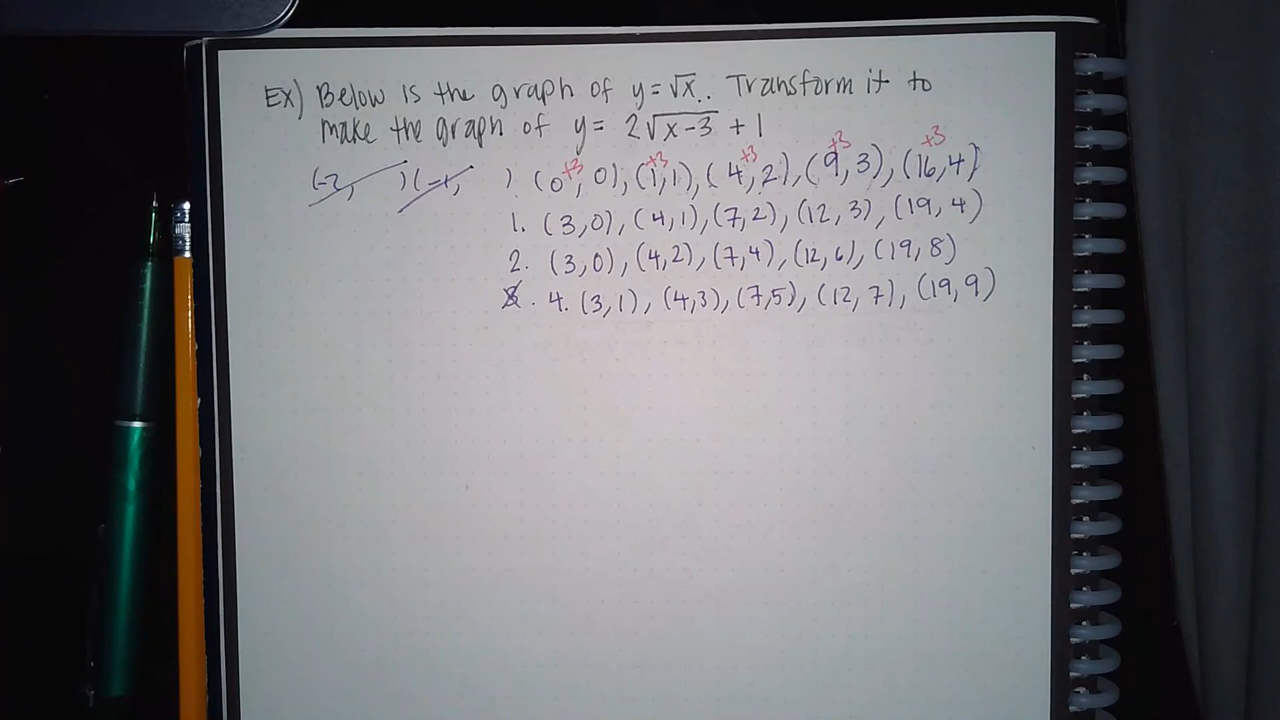 Ex) Below is the graph of y = √x.. Transform it to
make the graph of y = 2√x-3 + 1
+3 +3 +3 +3 +3
(-2, ) (-1, ) (0, 0), (1, 1), (4, 2), (9, 3), (16, 4)
1. (3, 0), (4, 1), (7, 2), (12, 3), (19, 4)
2. (3, 0), (4, 2), (7, 4), (12, 6), (19, 8)
3. 4. (3, 1), (4, 3), (7, 5), (12, 7), (19, 9)